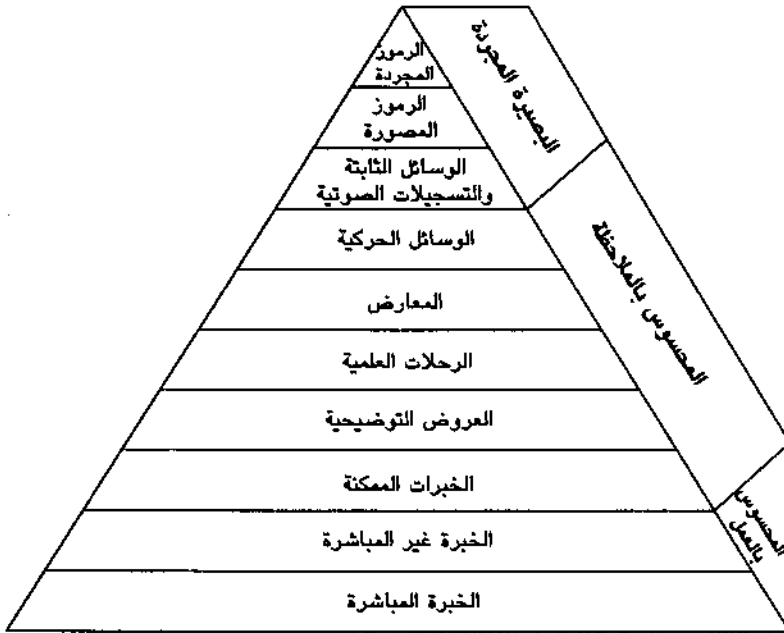 الرموز
المجردة
الرموز
المصورة
الوسائل الثابتة
والتسجيلات الصوتية
الوسائل الحركية
المعارض
الرحلات العلمية
العروض التوضيحية
الخبرات الممكنة
الخبرة غير المباشرة
الخبرة المباشرة
البصيرة المجردة
المحسوس بالملاحظة
المحسوس
بالعمل